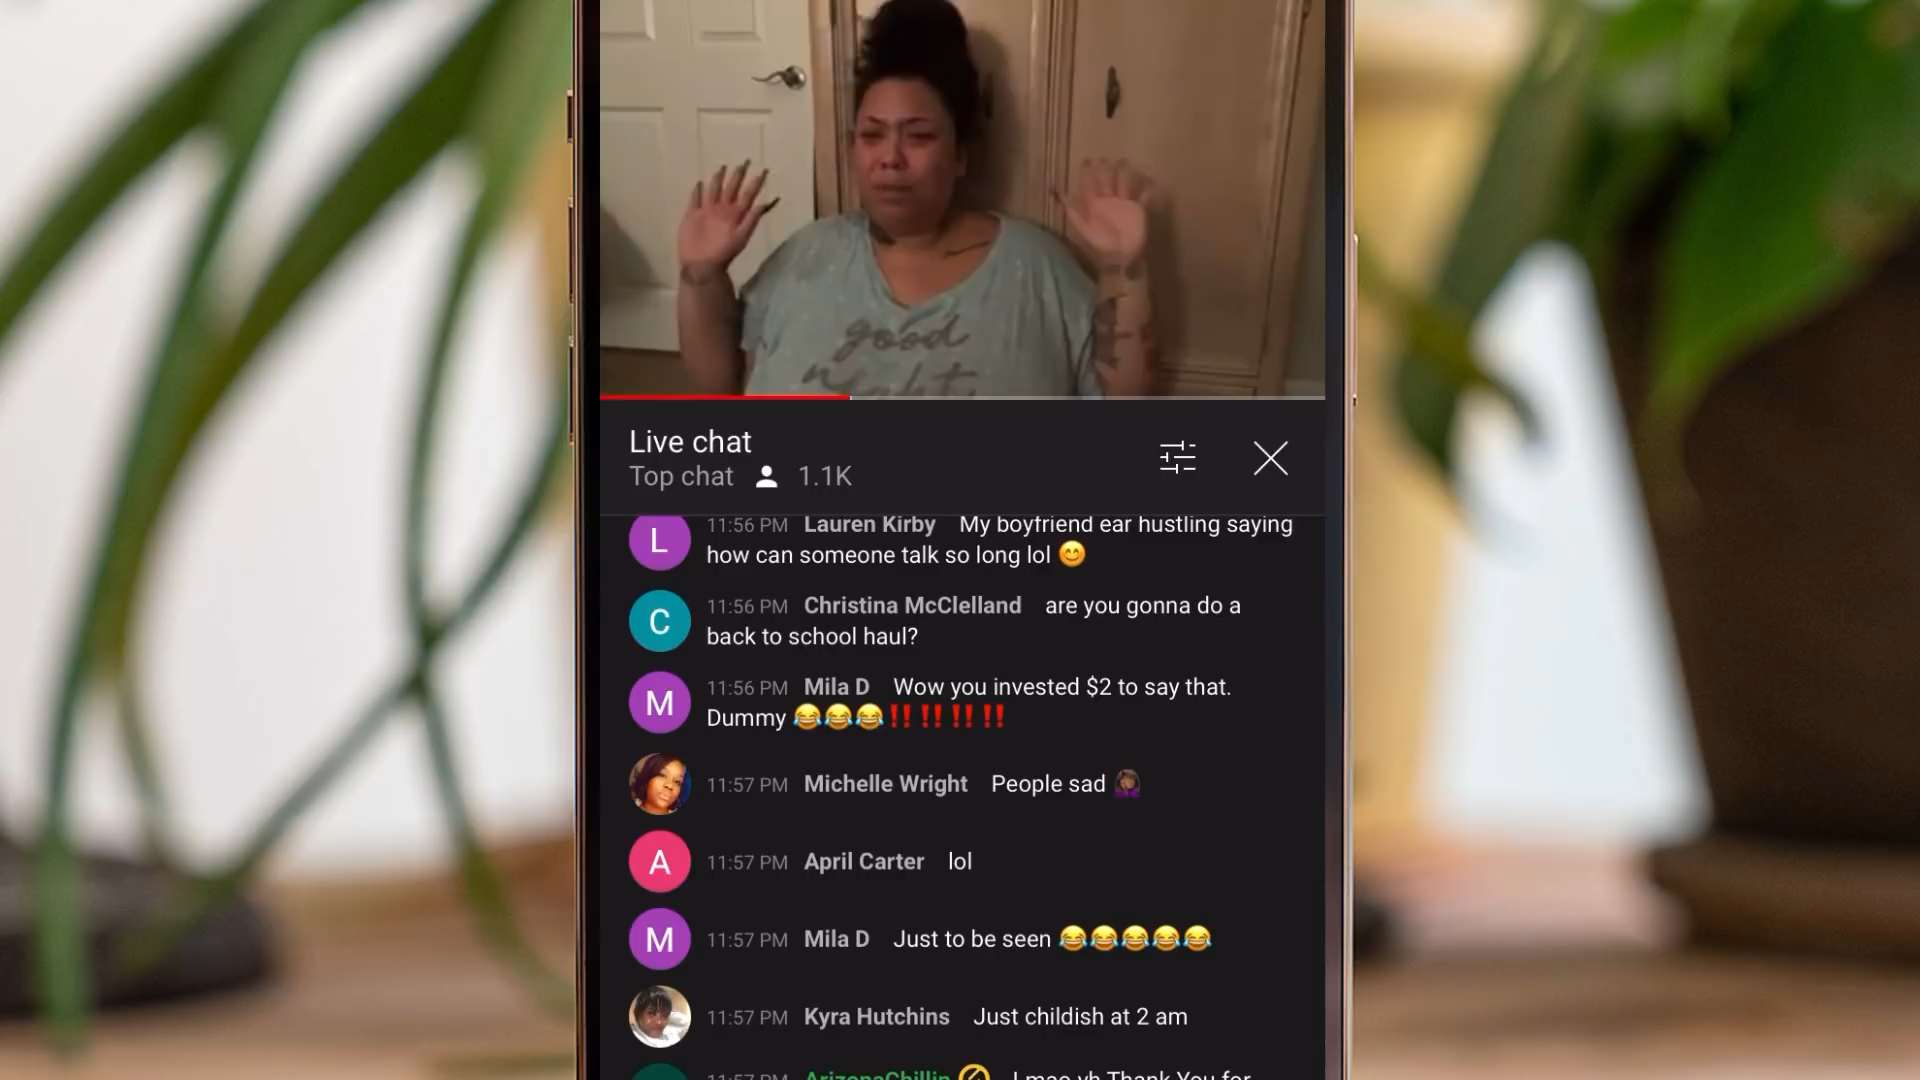 good
night
Live chat
Top chat 1.1K
L 11:56 PM Lauren Kirby My boyfriend ear hustling saying
how can someone talk so long lol 😊
C 11:56 PM Christina McClelland are you gonna do a
back to school haul?
M 11:56 PM Mila D Wow you invested $2 to say that.
Dummy 😂😂😂‼️‼️‼️‼️
11:57 PM Michelle Wright People sad
A 11:57 PM April Carter lol
M 11:57 PM Mila D Just to be seen 😂😂😂😂😂
11:57 PM Kyra Hutchins Just childish at 2 am
11:57 PM ArizonaChillin Lmao yh Thank You for